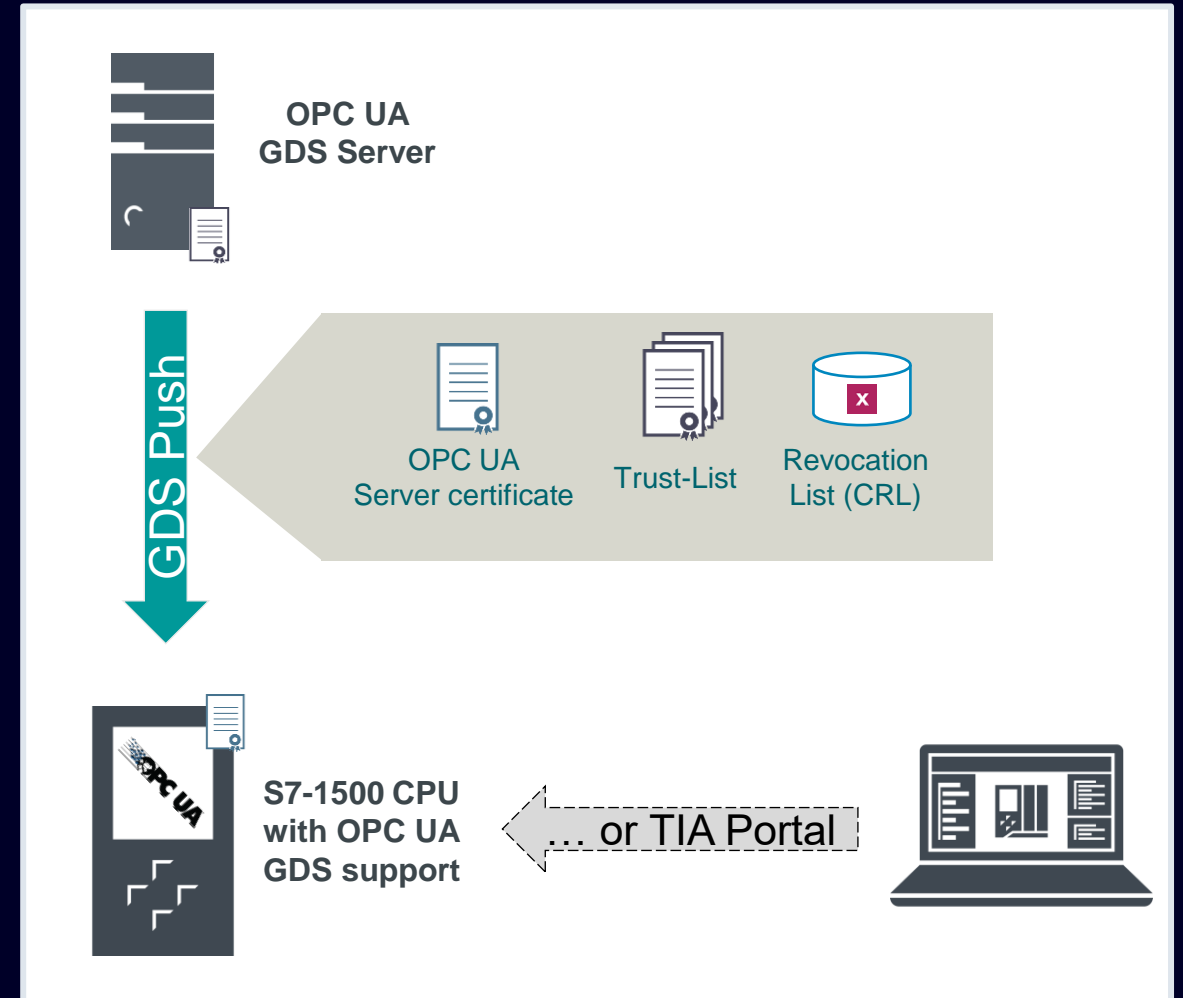 OPC UA
GDS Server
GDS Push
OPC UA
Server certificate
Trust-List
x
Revocation
List (CRL)
OPC UA
S7-1500 CPU
with OPC UA
GDS support
… or TIA Portal